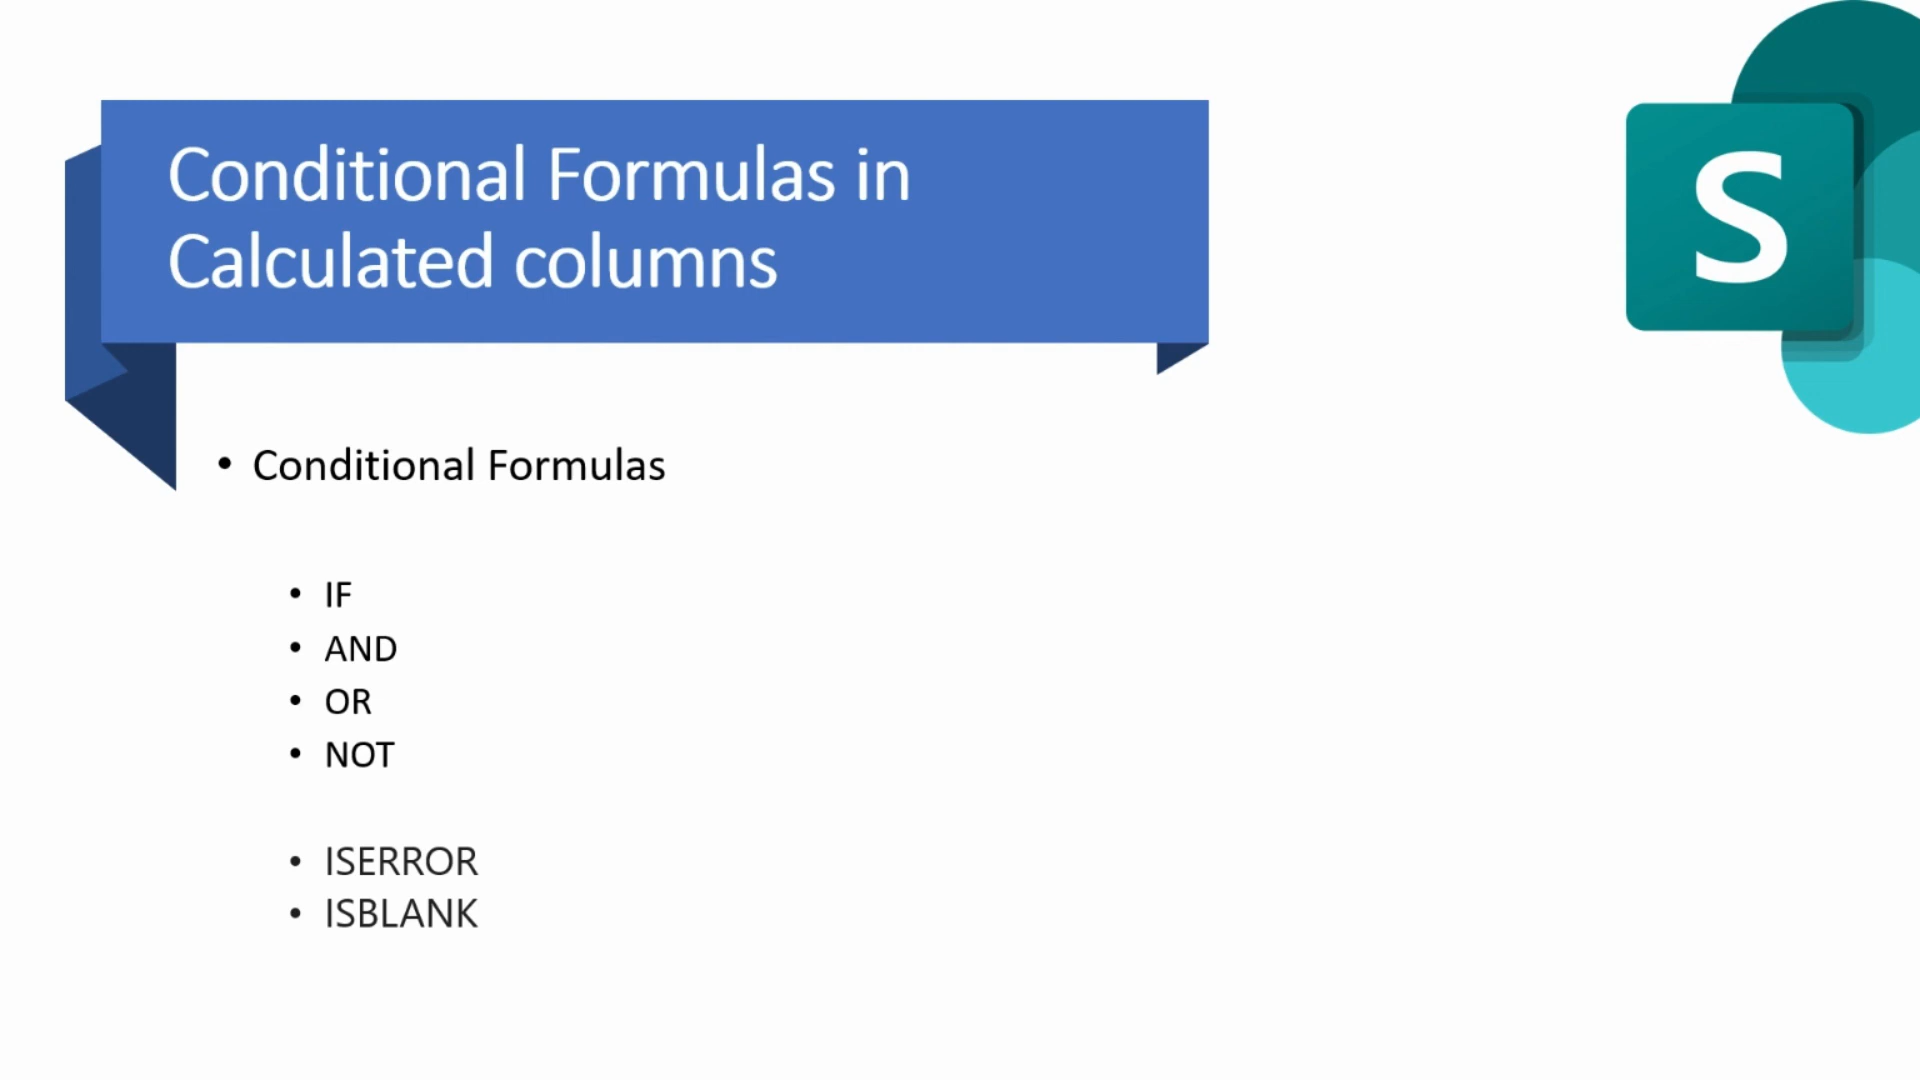 Conditional Formulas in
Calculated columns
S
• Conditional Formulas
• IF
• AND
• OR
• NOT
• ISERROR
• ISBLANK